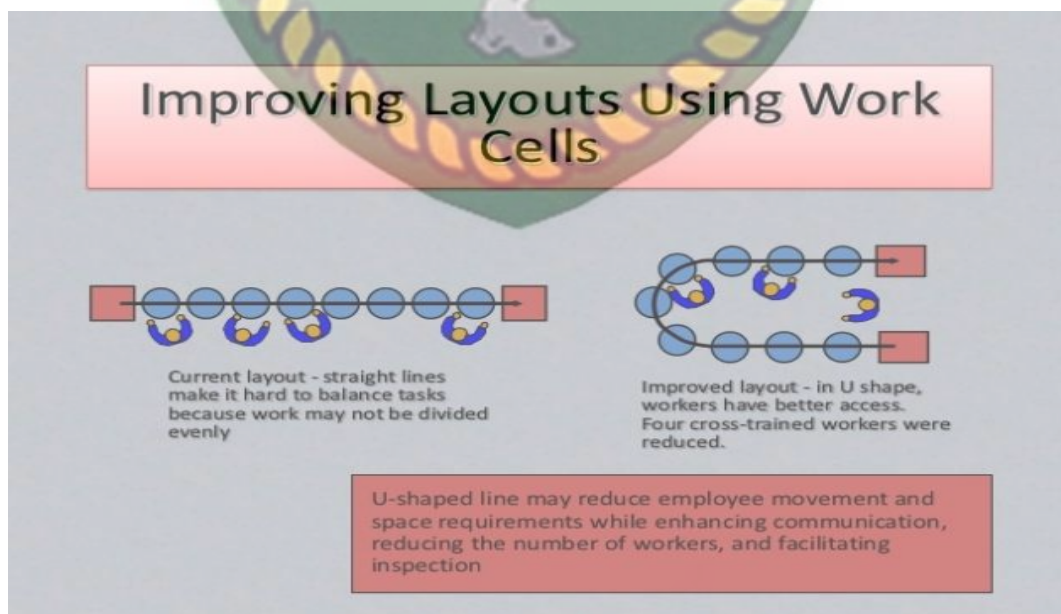 Improving Layouts Using Work
Cells
Current layout - straight lines
make it hard to balance tasks
because work may not be divided
evenly
Improved layout - in U shape,
workers have better access.
Four cross-trained workers were
reduced.
U-shaped line may reduce employee movement and
space requirements while enhancing communication,
reducing the number of workers, and facilitating
inspection